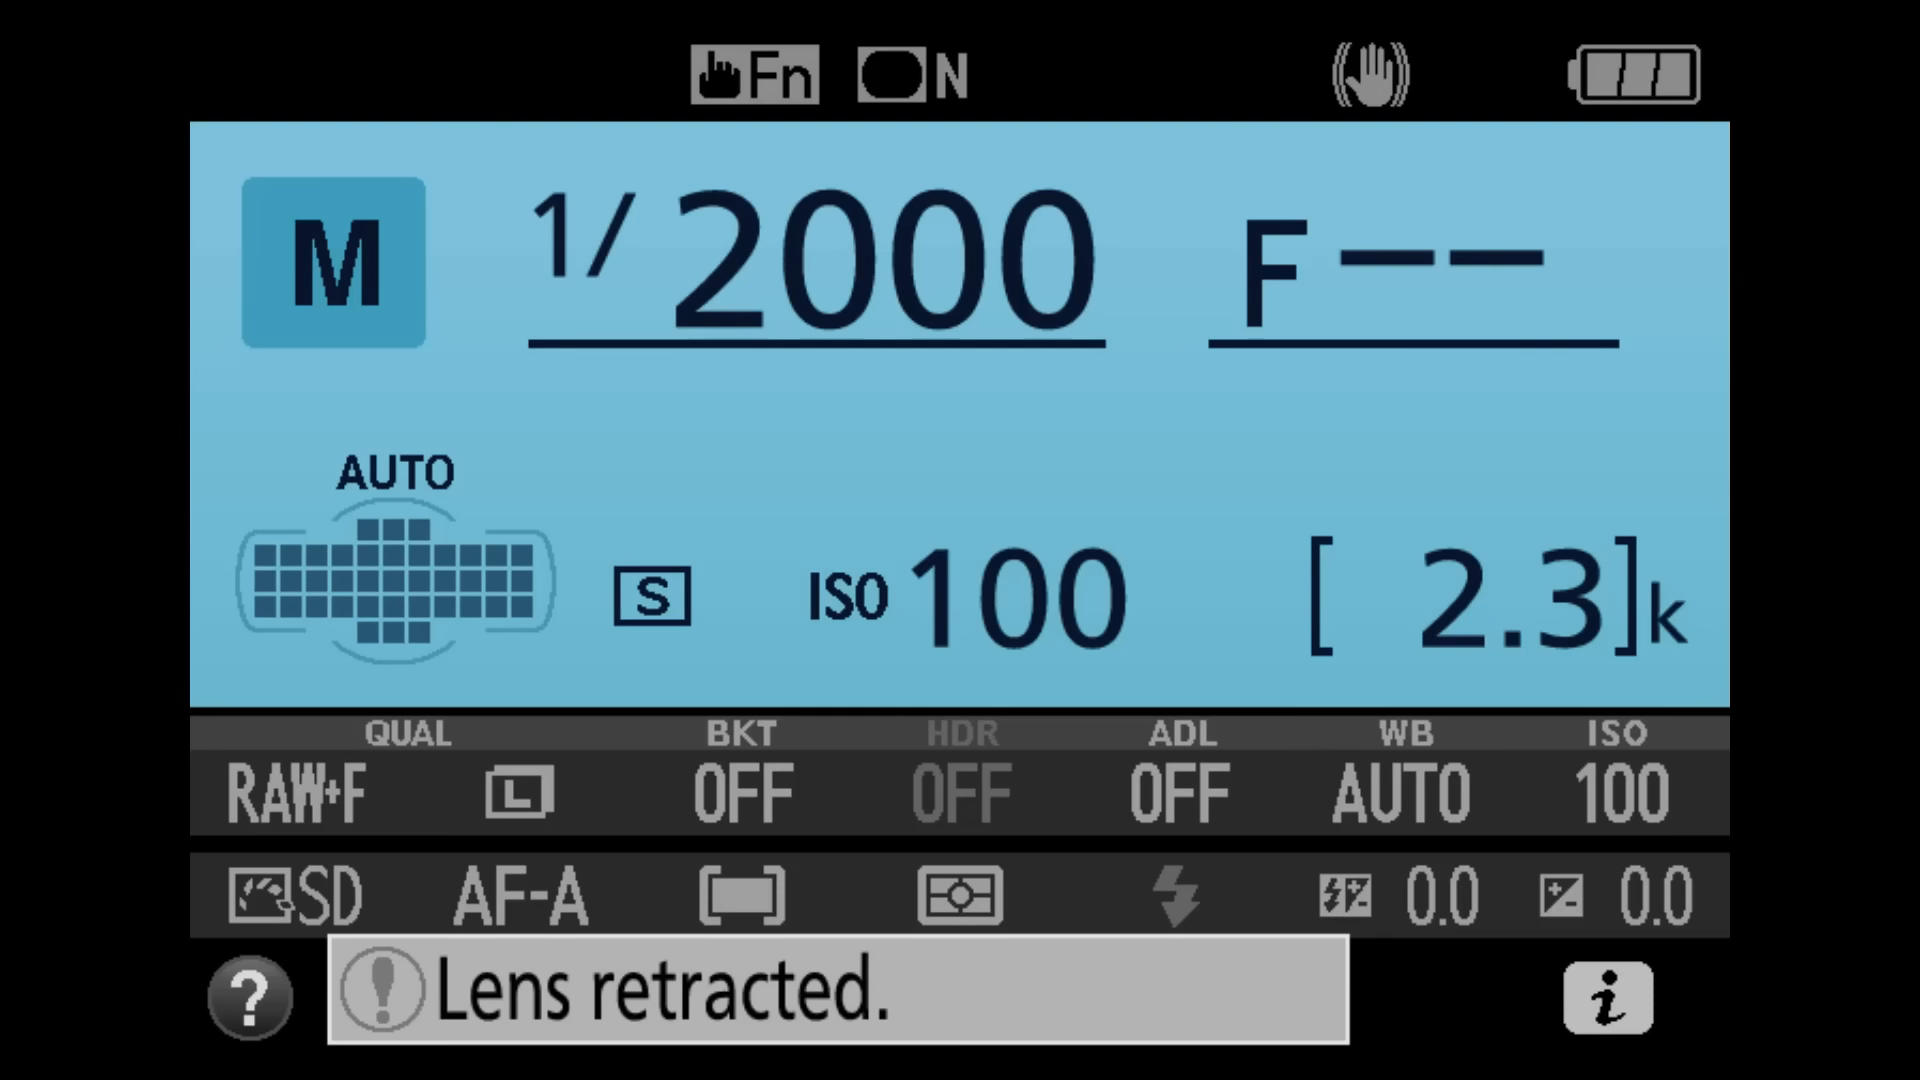 Fn N
M 1/2000 F--
AUTO
S ISO 100 [ 2.3]k
QUAL BKT HDR ADL WB ISO
RAW+F L OFF OFF OFF AUTO 100
SD AF-A 0.0 0.0
? Lens retracted. i